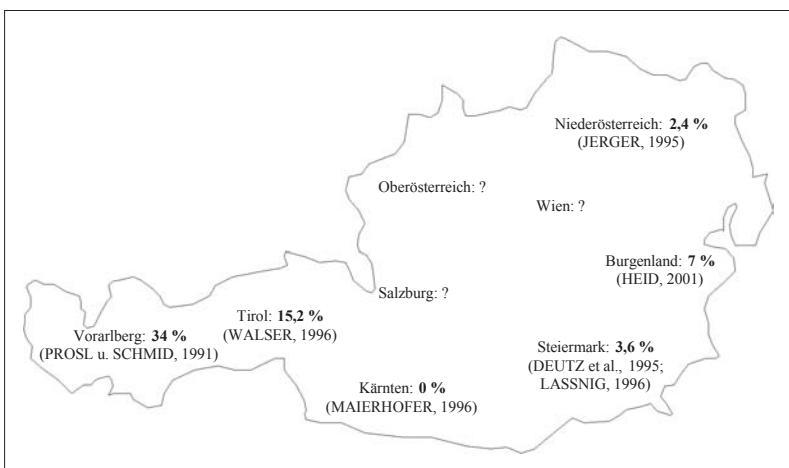 Niederösterreich: 2,4 %
(JERGER, 1995)
Oberösterreich: ?
Wien: ?
Burgenland: 7 %
(HEID, 2001)
Salzburg: ?
Tirol: 15,2 %
(WALSER, 1996)
Vorarlberg: 34 %
(PROSL u. SCHMID, 1991)
Steiermark: 3,6 %
(DEUTZ et al., 1995;
LASSNIG, 1996)
Kärnten: 0 %
(MAIERHOFER, 1996)